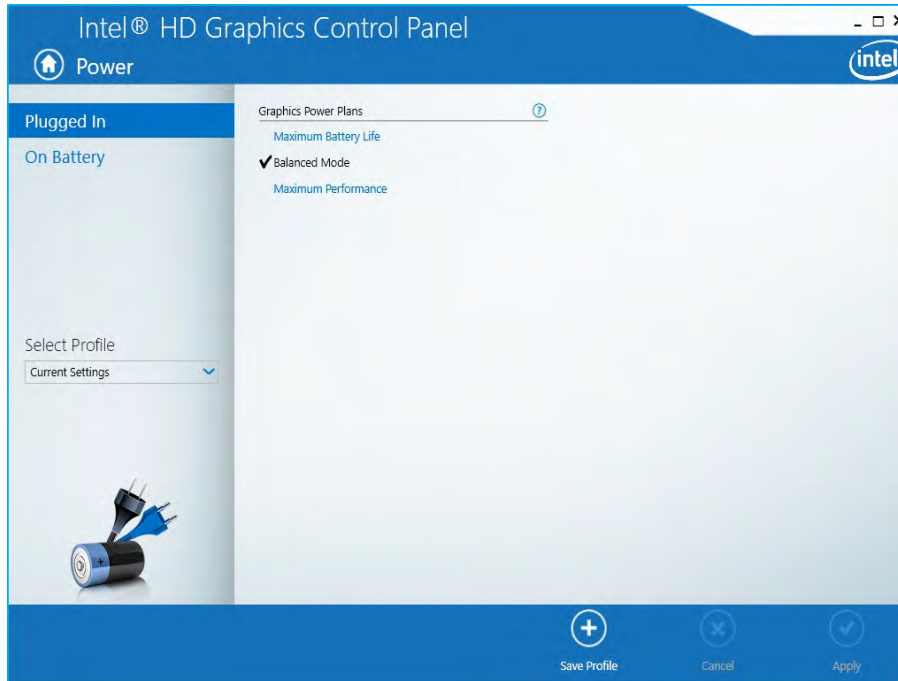 Intel® HD Graphics Control Panel
Power
intel
Plugged In
On Battery
Select Profile
Current Settings
Graphics Power Plans
?
Maximum Battery Life
Balanced Mode
Maximum Performance
Save Profile
Cancel
Apply